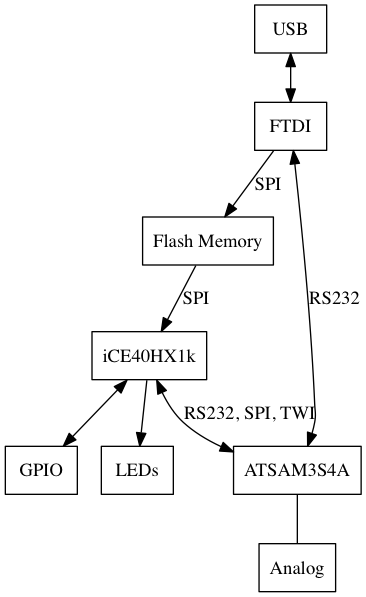 USB
FTDI
SPI
Flash Memory
SPI
RS232
iCE40HX1k
RS232, SPI, TWI
GPIO
LEDs
ATSAM3S4A
Analog